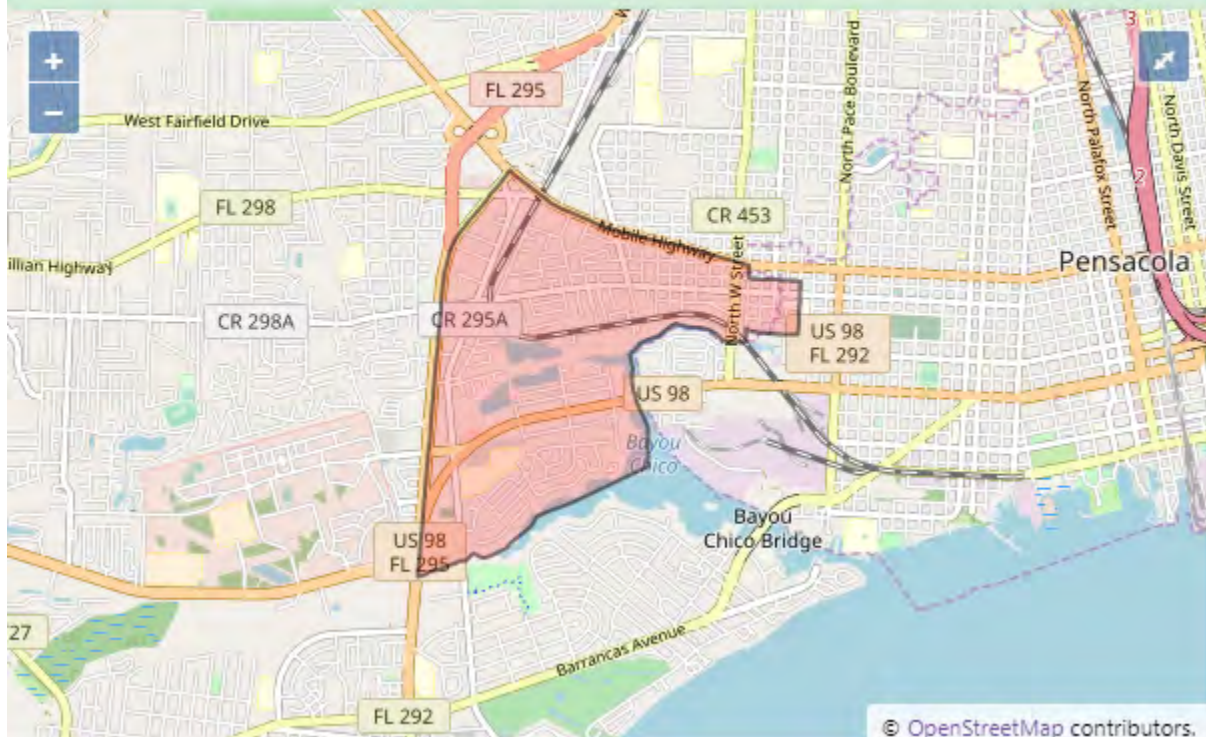 +
−
3
FL 295
West Fairfield Drive
North Pace Boulevard
North Palafox Street
North Davis Street
2
FL 298
CR 453
Mobile Highway
North W Street
Pensacola
illian Highway
CR 298A
CR 295A
US 98
FL 292
US 98
Bayou
Chico
Bayou
Chico Bridge
US 98
FL 295
27
Barrancas Avenue
FL 292
© OpenStreetMap contributors.